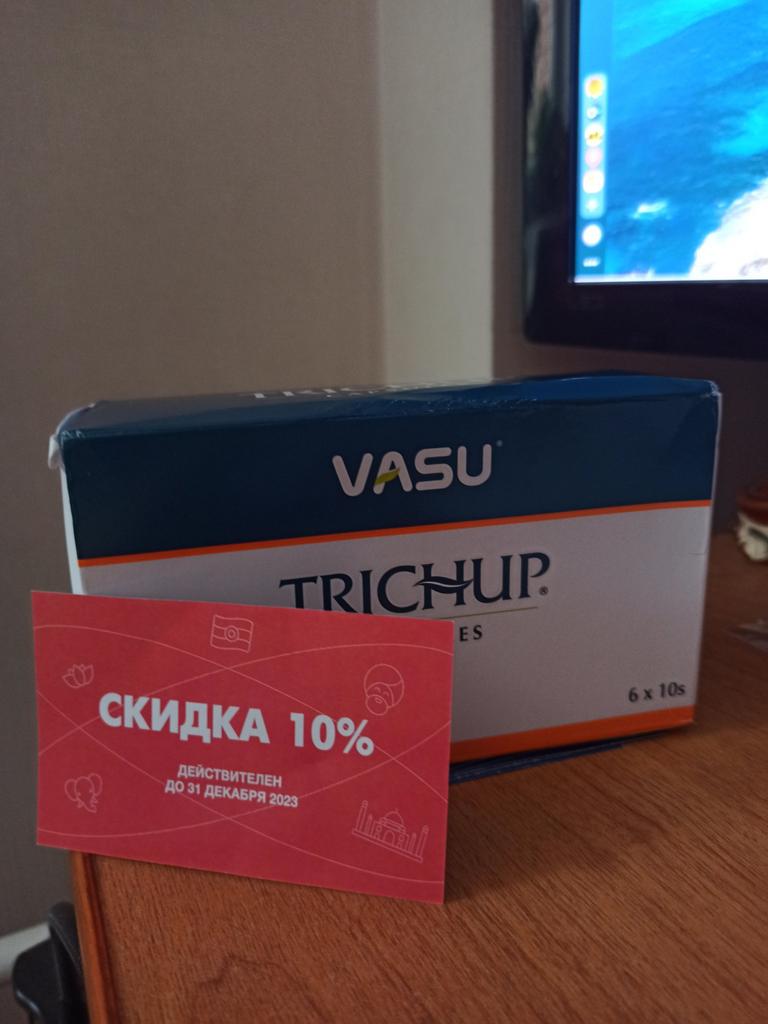 VASU
TRICHUP®
ES
6 x 10s
СКИДКА 10%
ДЕЙСТВИТЕЛЕН
ДО 31 ДЕКАБРЯ 2023